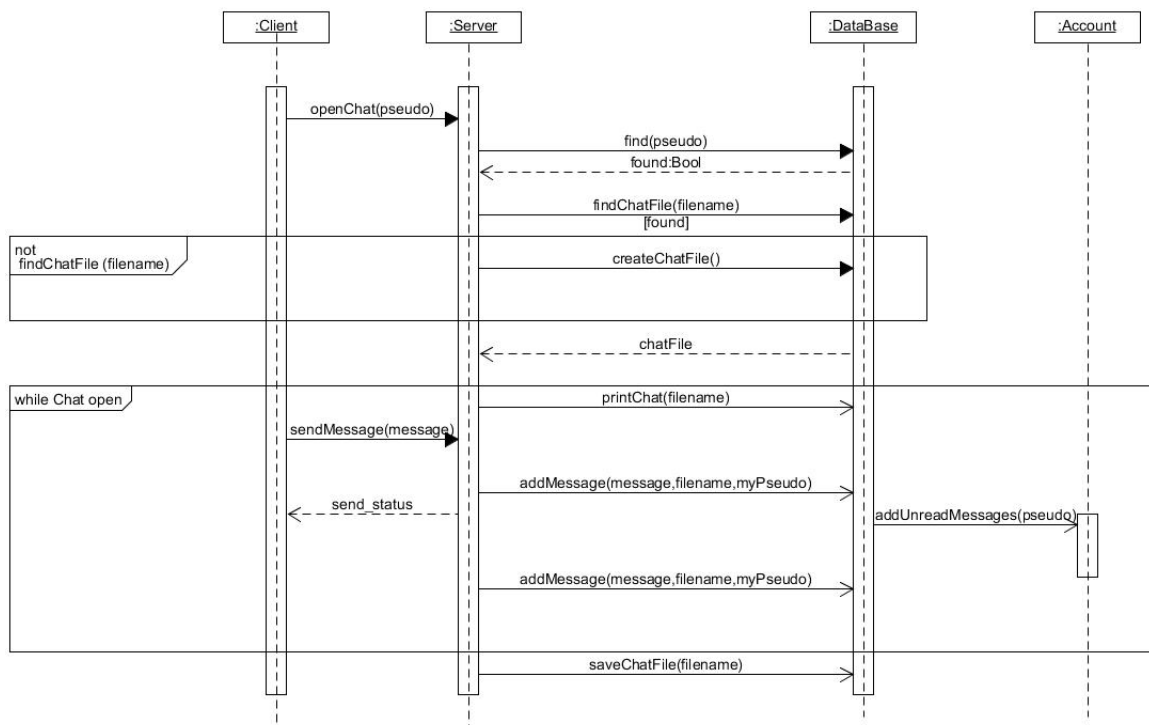 :Client
:Server
:DataBase
:Account
openChat(pseudo)
find(pseudo)
found:Bool
findChatFile(filename)
[found]
not
findChatFile (filename)
createChatFile()
chatFile
while Chat open
printChat(filename)
sendMessage(message)
addMessage(message,filename,myPseudo)
send_status
addUnreadMessages(pseudo)
addMessage(message,filename,myPseudo)
saveChatFile(filename)